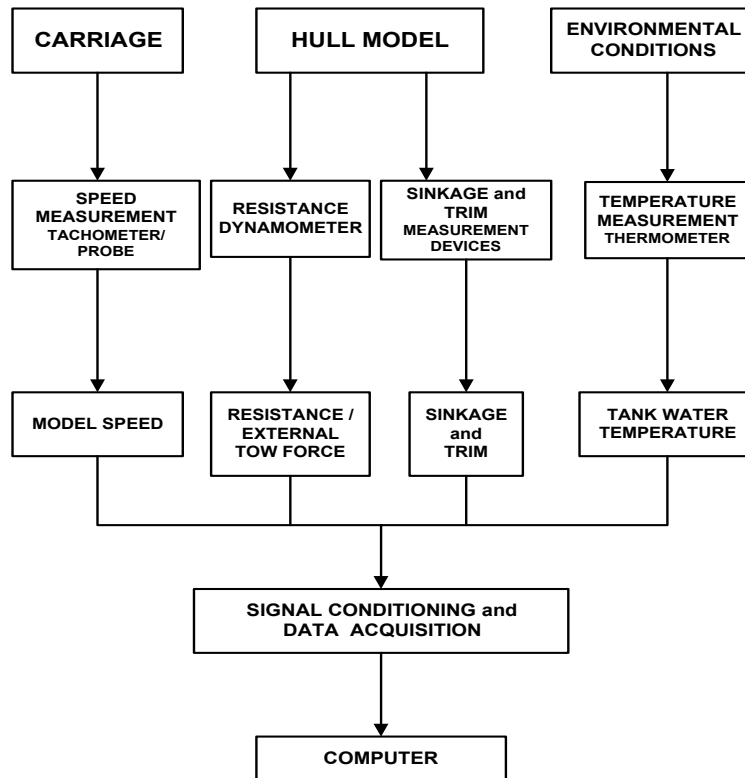 CARRIAGE
HULL MODEL
ENVIRONMENTAL
CONDITIONS
SPEED
MEASUREMENT
TACHOMETER/
PROBE
RESISTANCE
DYNAMOMETER
SINKAGE and
TRIM
MEASUREMENT
DEVICES
TEMPERATURE
MEASUREMENT
THERMOMETER
MODEL SPEED
RESISTANCE /
EXTERNAL
TOW FORCE
SINKAGE
and
TRIM
TANK WATER
TEMPERATURE
SIGNAL CONDITIONING and
DATA ACQUISITION
COMPUTER